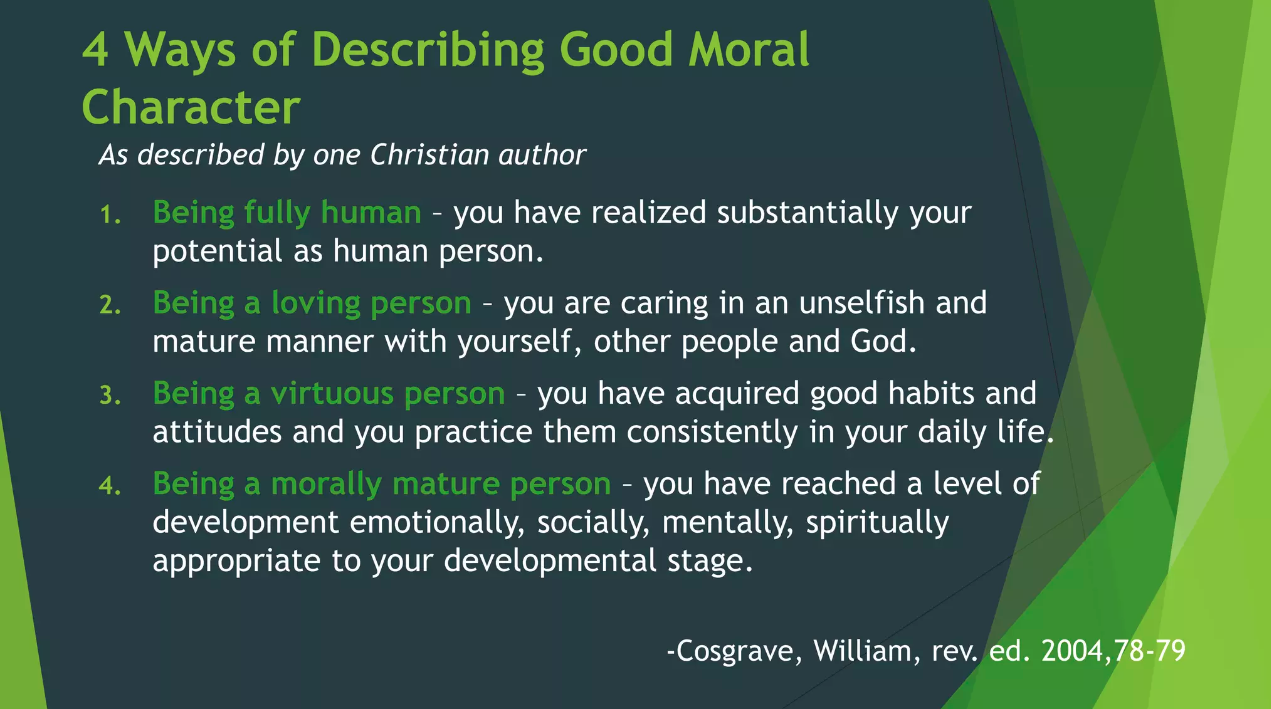 4 Ways of Describing Good Moral
Character
As described by one Christian author
1. Being fully human – you have realized substantially your
potential as human person.
2. Being a loving person – you are caring in an unselfish and
mature manner with yourself, other people and God.
3. Being a virtuous person – you have acquired good habits and
attitudes and you practice them consistently in your daily life.
4. Being a morally mature person – you have reached a level of
development emotionally, socially, mentally, spiritually
appropriate to your developmental stage.
-Cosgrave, William, rev. ed. 2004,78-79